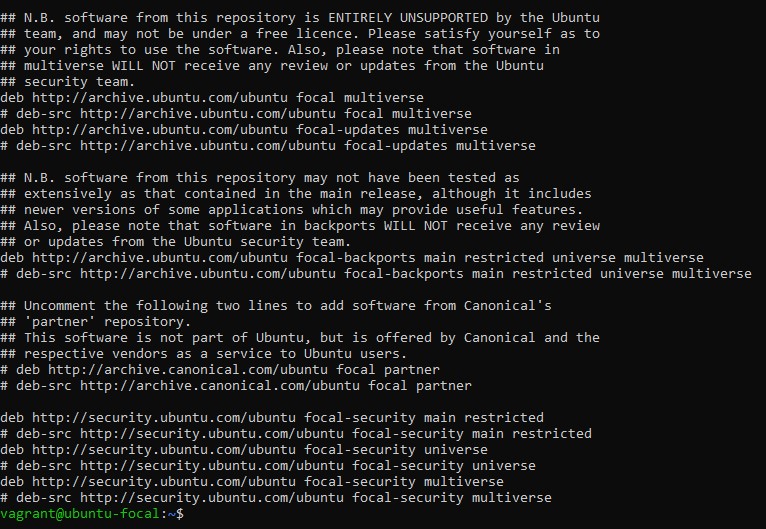 ## N.B. software from this repository is ENTIRELY UNSUPPORTED by the Ubuntu
## team, and may not be under a free licence. Please satisfy yourself as to
## your rights to use the software. Also, please note that software in
## multiverse WILL NOT receive any review or updates from the Ubuntu
## security team.
deb http://archive.ubuntu.com/ubuntu focal multiverse
# deb-src http://archive.ubuntu.com/ubuntu focal multiverse
deb http://archive.ubuntu.com/ubuntu focal-updates multiverse
# deb-src http://archive.ubuntu.com/ubuntu focal-updates multiverse

## N.B. software from this repository may not have been tested as
## extensively as that contained in the main release, although it includes
## newer versions of some applications which may provide useful features.
## Also, please note that software in backports WILL NOT receive any review
## or updates from the Ubuntu security team.
deb http://archive.ubuntu.com/ubuntu focal-backports main restricted universe multiverse
# deb-src http://archive.ubuntu.com/ubuntu focal-backports main restricted universe multiverse

## Uncomment the following two lines to add software from Canonical's
## 'partner' repository.
## This software is not part of Ubuntu, but is offered by Canonical and the
## respective vendors as a service to Ubuntu users.
# deb http://archive.canonical.com/ubuntu focal partner
# deb-src http://archive.canonical.com/ubuntu focal partner

deb http://security.ubuntu.com/ubuntu focal-security main restricted
# deb-src http://security.ubuntu.com/ubuntu focal-security main restricted
deb http://security.ubuntu.com/ubuntu focal-security universe
# deb-src http://security.ubuntu.com/ubuntu focal-security universe
deb http://security.ubuntu.com/ubuntu focal-security multiverse
# deb-src http://security.ubuntu.com/ubuntu focal-security multiverse
vagrant@ubuntu-focal:~$